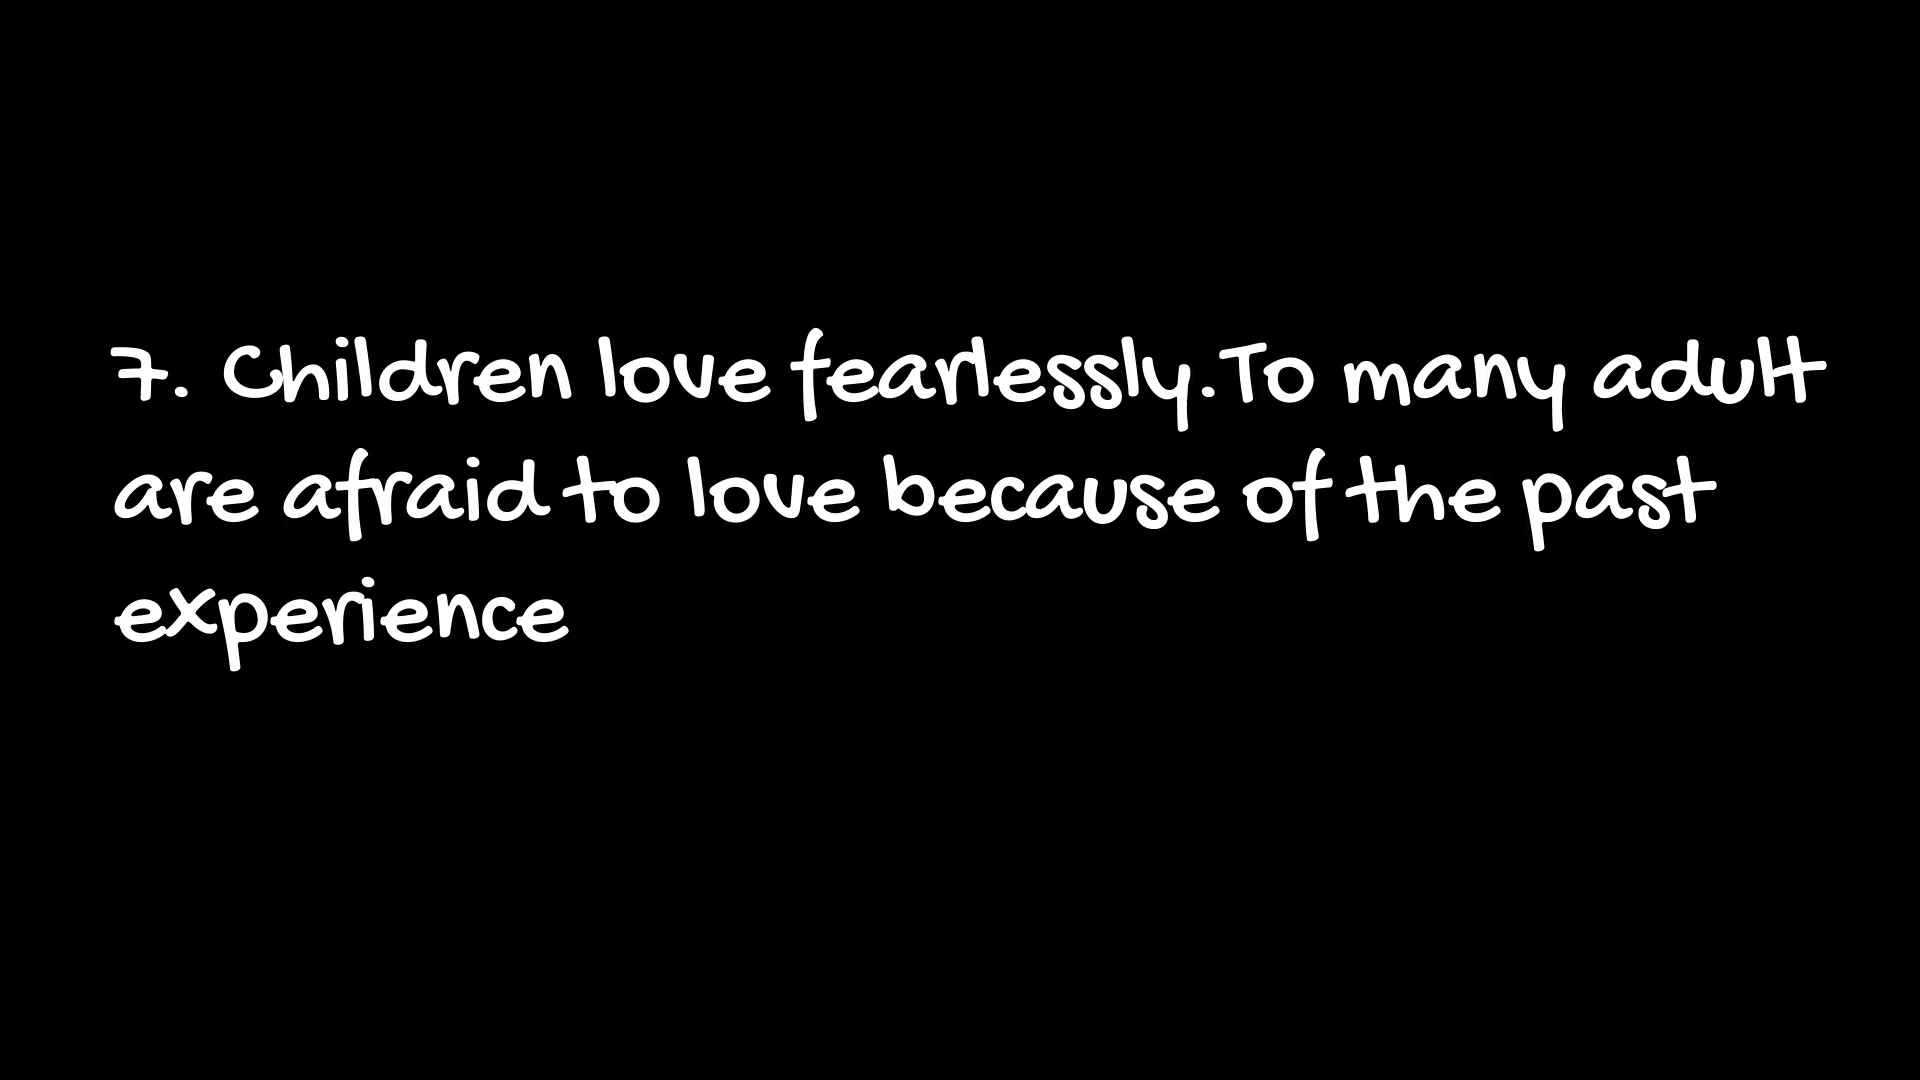 7. Children love fearlessly.To many adult
are afraid to love because of the past
experience